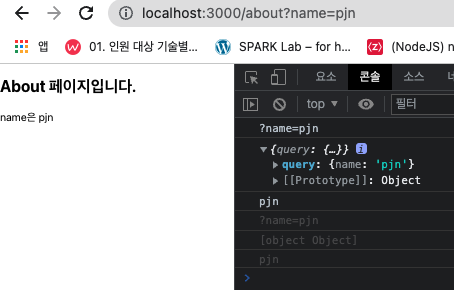 localhost:3000/about?name=pjn
앱
01. 인원 대상 기술별...
SPARK Lab – for h...
(NodeJS) n
About 페이지입니다.
name은 pjn
요소
콘솔
소스
top
필터
?name=pjn
{query: {…}}
query: {name: 'pjn'}
[[Prototype]]: Object
pjn
?name=pjn
[object Object]
pjn